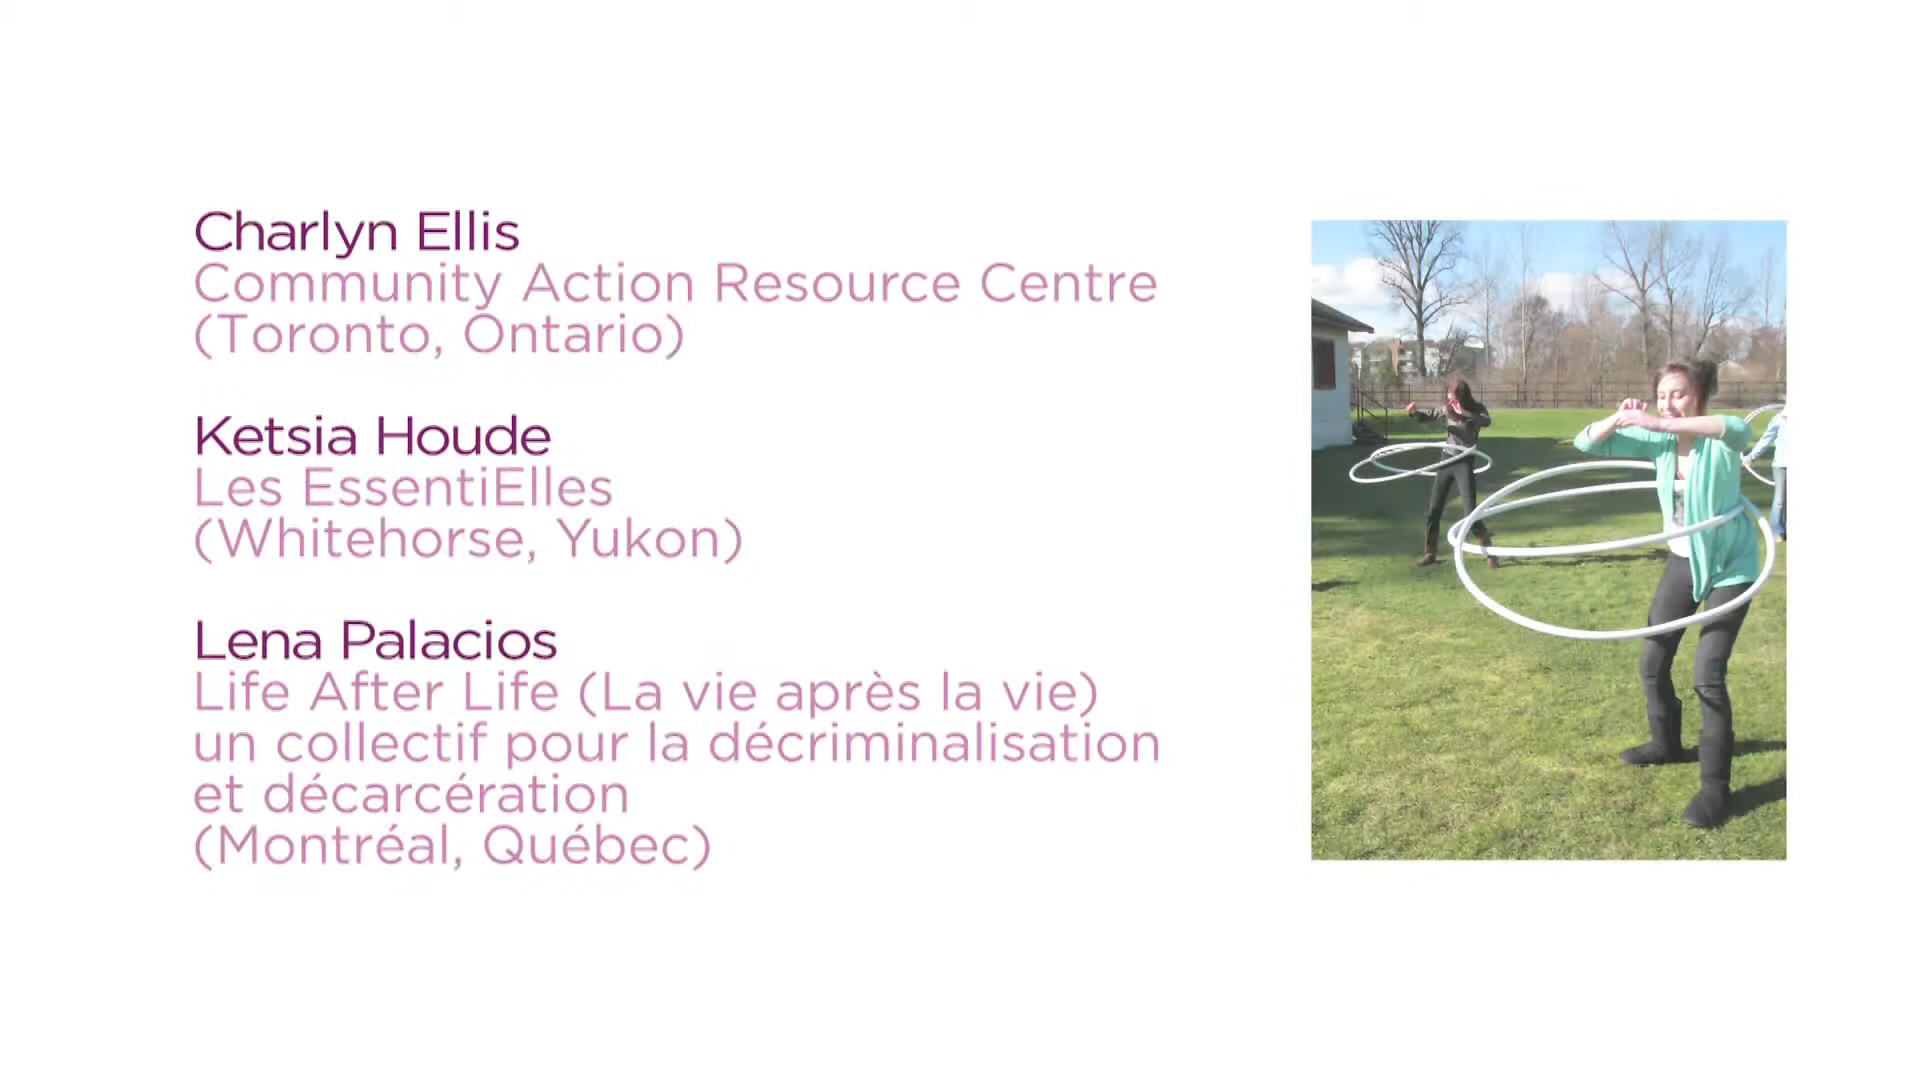 Charlyn Ellis
Community Action Resource Centre
(Toronto, Ontario)
Ketsia Houde
Les EssentiElles
(Whitehorse, Yukon)
Lena Palacios
Life After Life (La vie après la vie)
un collectif pour la décriminalisation
et décarcération
(Montréal, Québec)